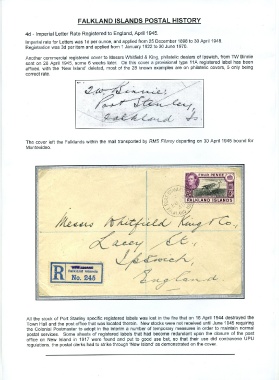 FALKLAND ISLANDS POSTAL HISTORY
4d - Imperial Letter Rate Registered to England, April 1945.
Imperial rate for Letters was 1d per ounce, and applied from 25 December 1898 to 30 April 1948.
Registration was 3d per item and applied from 1 January 1922 to 30 June 1970.
Another commercial registered cover to Messrs Whitfield & King, philatelic dealers of Ipswich, from TW Binnie
sent on 28 April 1945, some 6 weeks later. On this cover a provisional type 11A registered label has been
affixed, with the 'New Island' deleted, most of the 25 known examples are on philatelic covers, 5 only being
correct rate.
Binnie
Port Stanley,
Falkland Is.
The cover left the Falklands within the mail transported by RMS Fitzroy departing on 30 April 1945 bound for
Montevideo.
FALKLAND ISLANDS
Messrs Whitfield King & Co.,
Lacey St.
Ipswich,
England
R
No. 245
All the stock of Port Stanley specific registered labels was lost in the fire that on 16 April 1944 destroyed the
Town Hall and the post office that was located therein. New stocks were not received until June 1945 requiring
the Colonial Postmaster to adopt in the interim a number of temporary measures in order to maintain normal
postal services. Some sheets of registered labels that had become redundant upon the closure of the post
office on New Island in 1917 were found and put to good use but, so that their use did not contravene UPU
regulations, the postal clerks had to strike through 'New Island' as demonstrated on the cover.